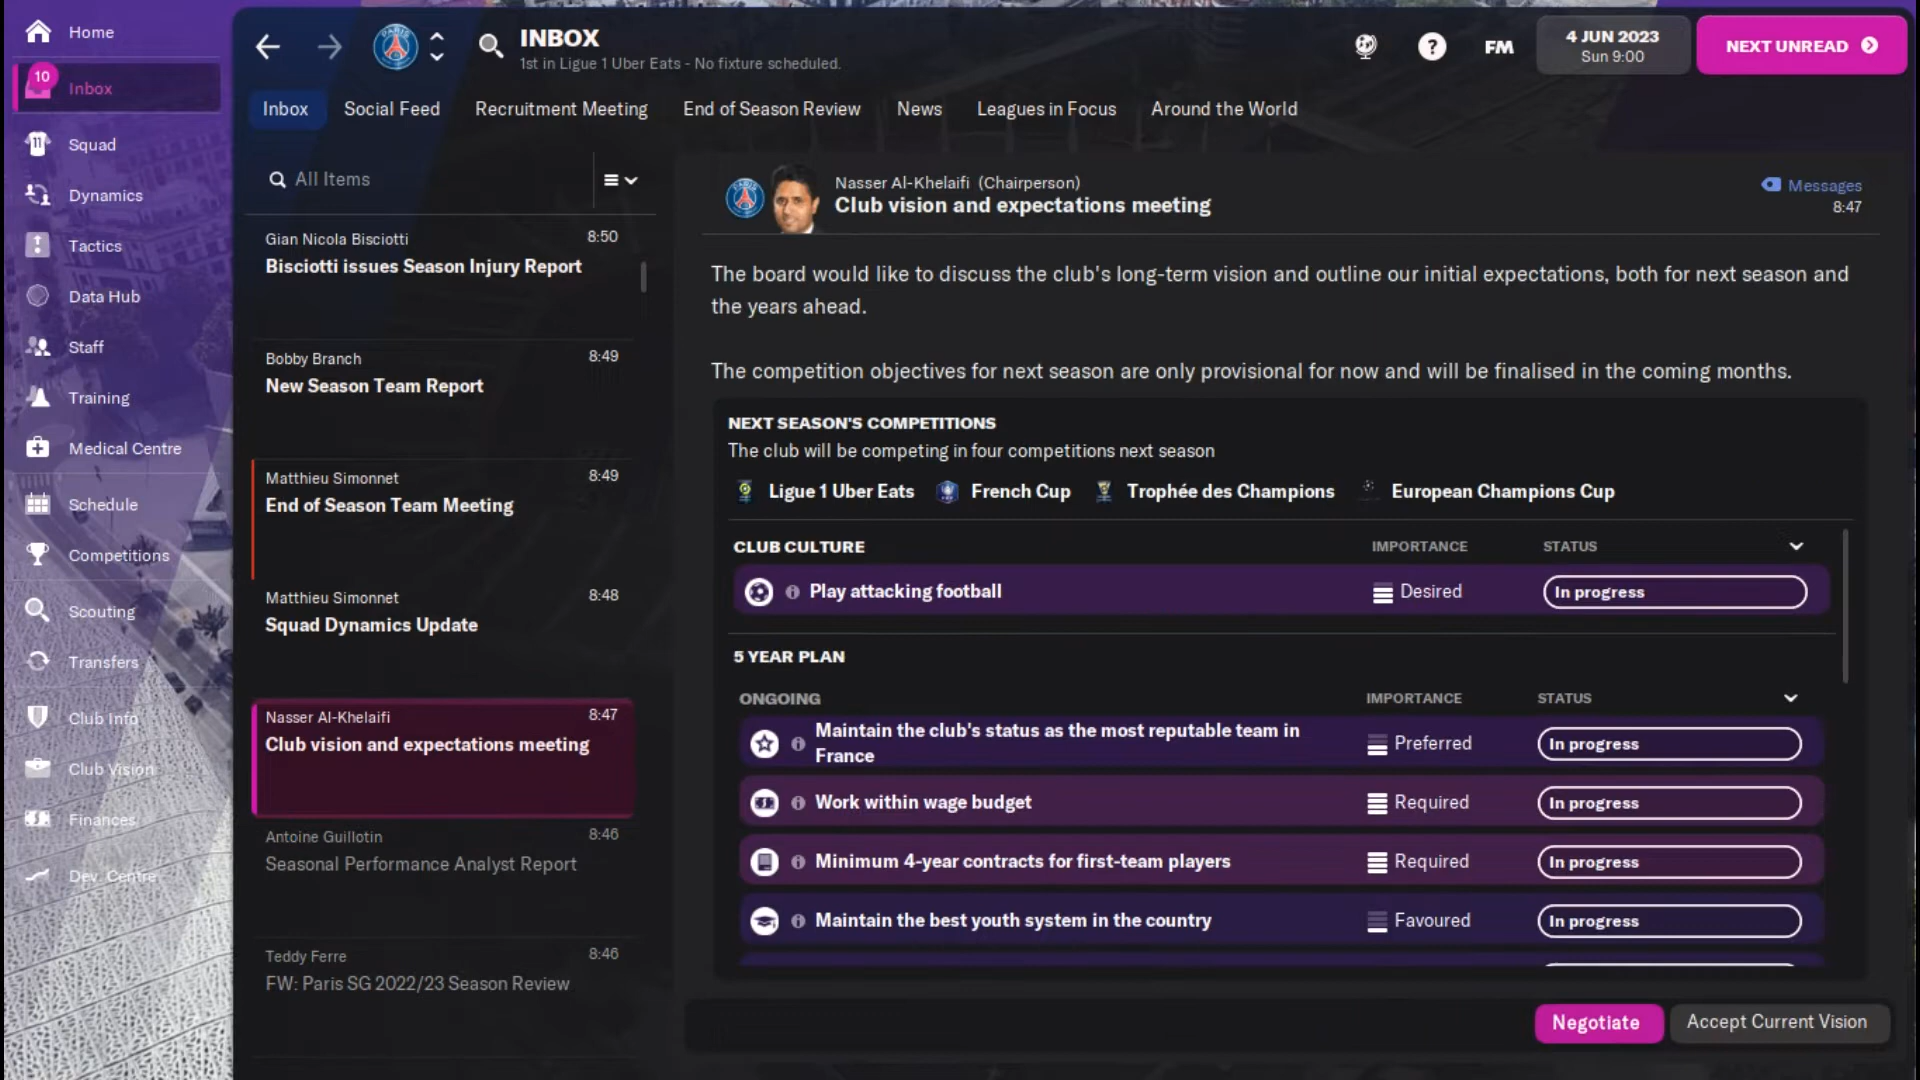 Home
10
Inbox
Squad
Dynamics
Tactics
Data Hub
Staff
Training
Medical Centre
Schedule
Competitions
Scouting
Transfers
Club Info
Club Vision
Finances
Dev. Centre
INBOX
1st in Ligue 1 Uber Eats - No fixture scheduled.
FM
4 JUN 2023
Sun 9:00
NEXT UNREAD
Inbox Social Feed Recruitment Meeting End of Season Review News Leagues in Focus Around the World
All Items
Gian Nicola Bisciotti 8:50
Bisciotti issues Season Injury Report
Bobby Branch 8:49
New Season Team Report
Matthieu Simonnet 8:49
End of Season Team Meeting
Matthieu Simonnet 8:48
Squad Dynamics Update
Nasser Al-Khelaifi 8:47
Club vision and expectations meeting
Antoine Guillotin 8:46
Seasonal Performance Analyst Report
Teddy Ferre 8:46
FW: Paris SG 2022/23 Season Review
Nasser Al-Khelaifi (Chairperson)
Club vision and expectations meeting
Messages
8:47
The board would like to discuss the club's long-term vision and outline our initial expectations, both for next season and
the years ahead.
The competition objectives for next season are only provisional for now and will be finalised in the coming months.
NEXT SEASON'S COMPETITIONS
The club will be competing in four competitions next season
Ligue 1 Uber Eats French Cup Trophée des Champions European Champions Cup
CLUB CULTURE IMPORTANCE STATUS
Play attacking football Desired In progress
5 YEAR PLAN
ONGOING IMPORTANCE STATUS
Maintain the club's status as the most reputable team in
France Preferred In progress
Work within wage budget Required In progress
Minimum 4-year contracts for first-team players Required In progress
Maintain the best youth system in the country Favoured In progress
Negotiate Accept Current Vision